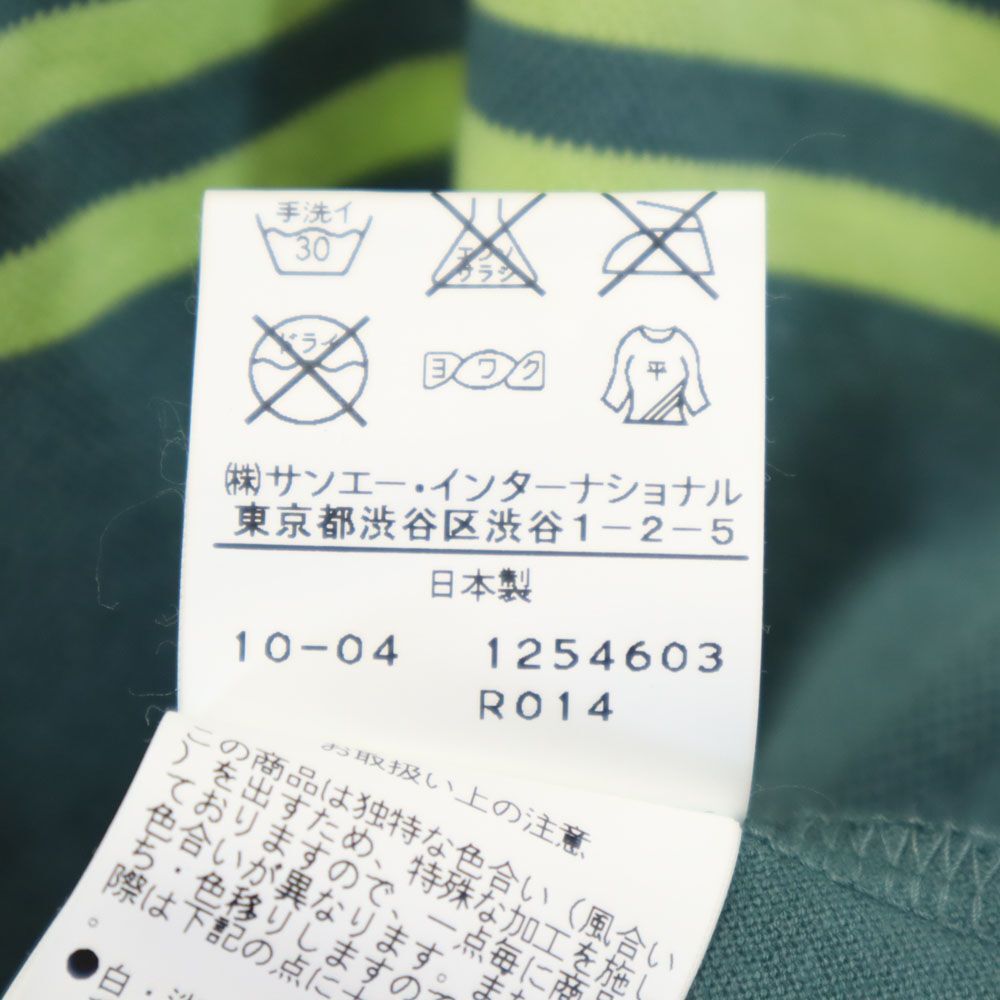 手洗イ
30
エンソ
サラシ
ドライ
ヨワク
平
㈱サンエー・インターナショナル
東京都渋谷区渋谷1-2-5
日本製
10-04 1254603
R014
お取扱い上の注意
この商品は独特な色合い(風合い
)を出すため、特殊な加工を施し
ておりますので、一点毎に商品
色合いが異なります。また
ち・色移りしますので
際は下記の点に
。
●
白・淡